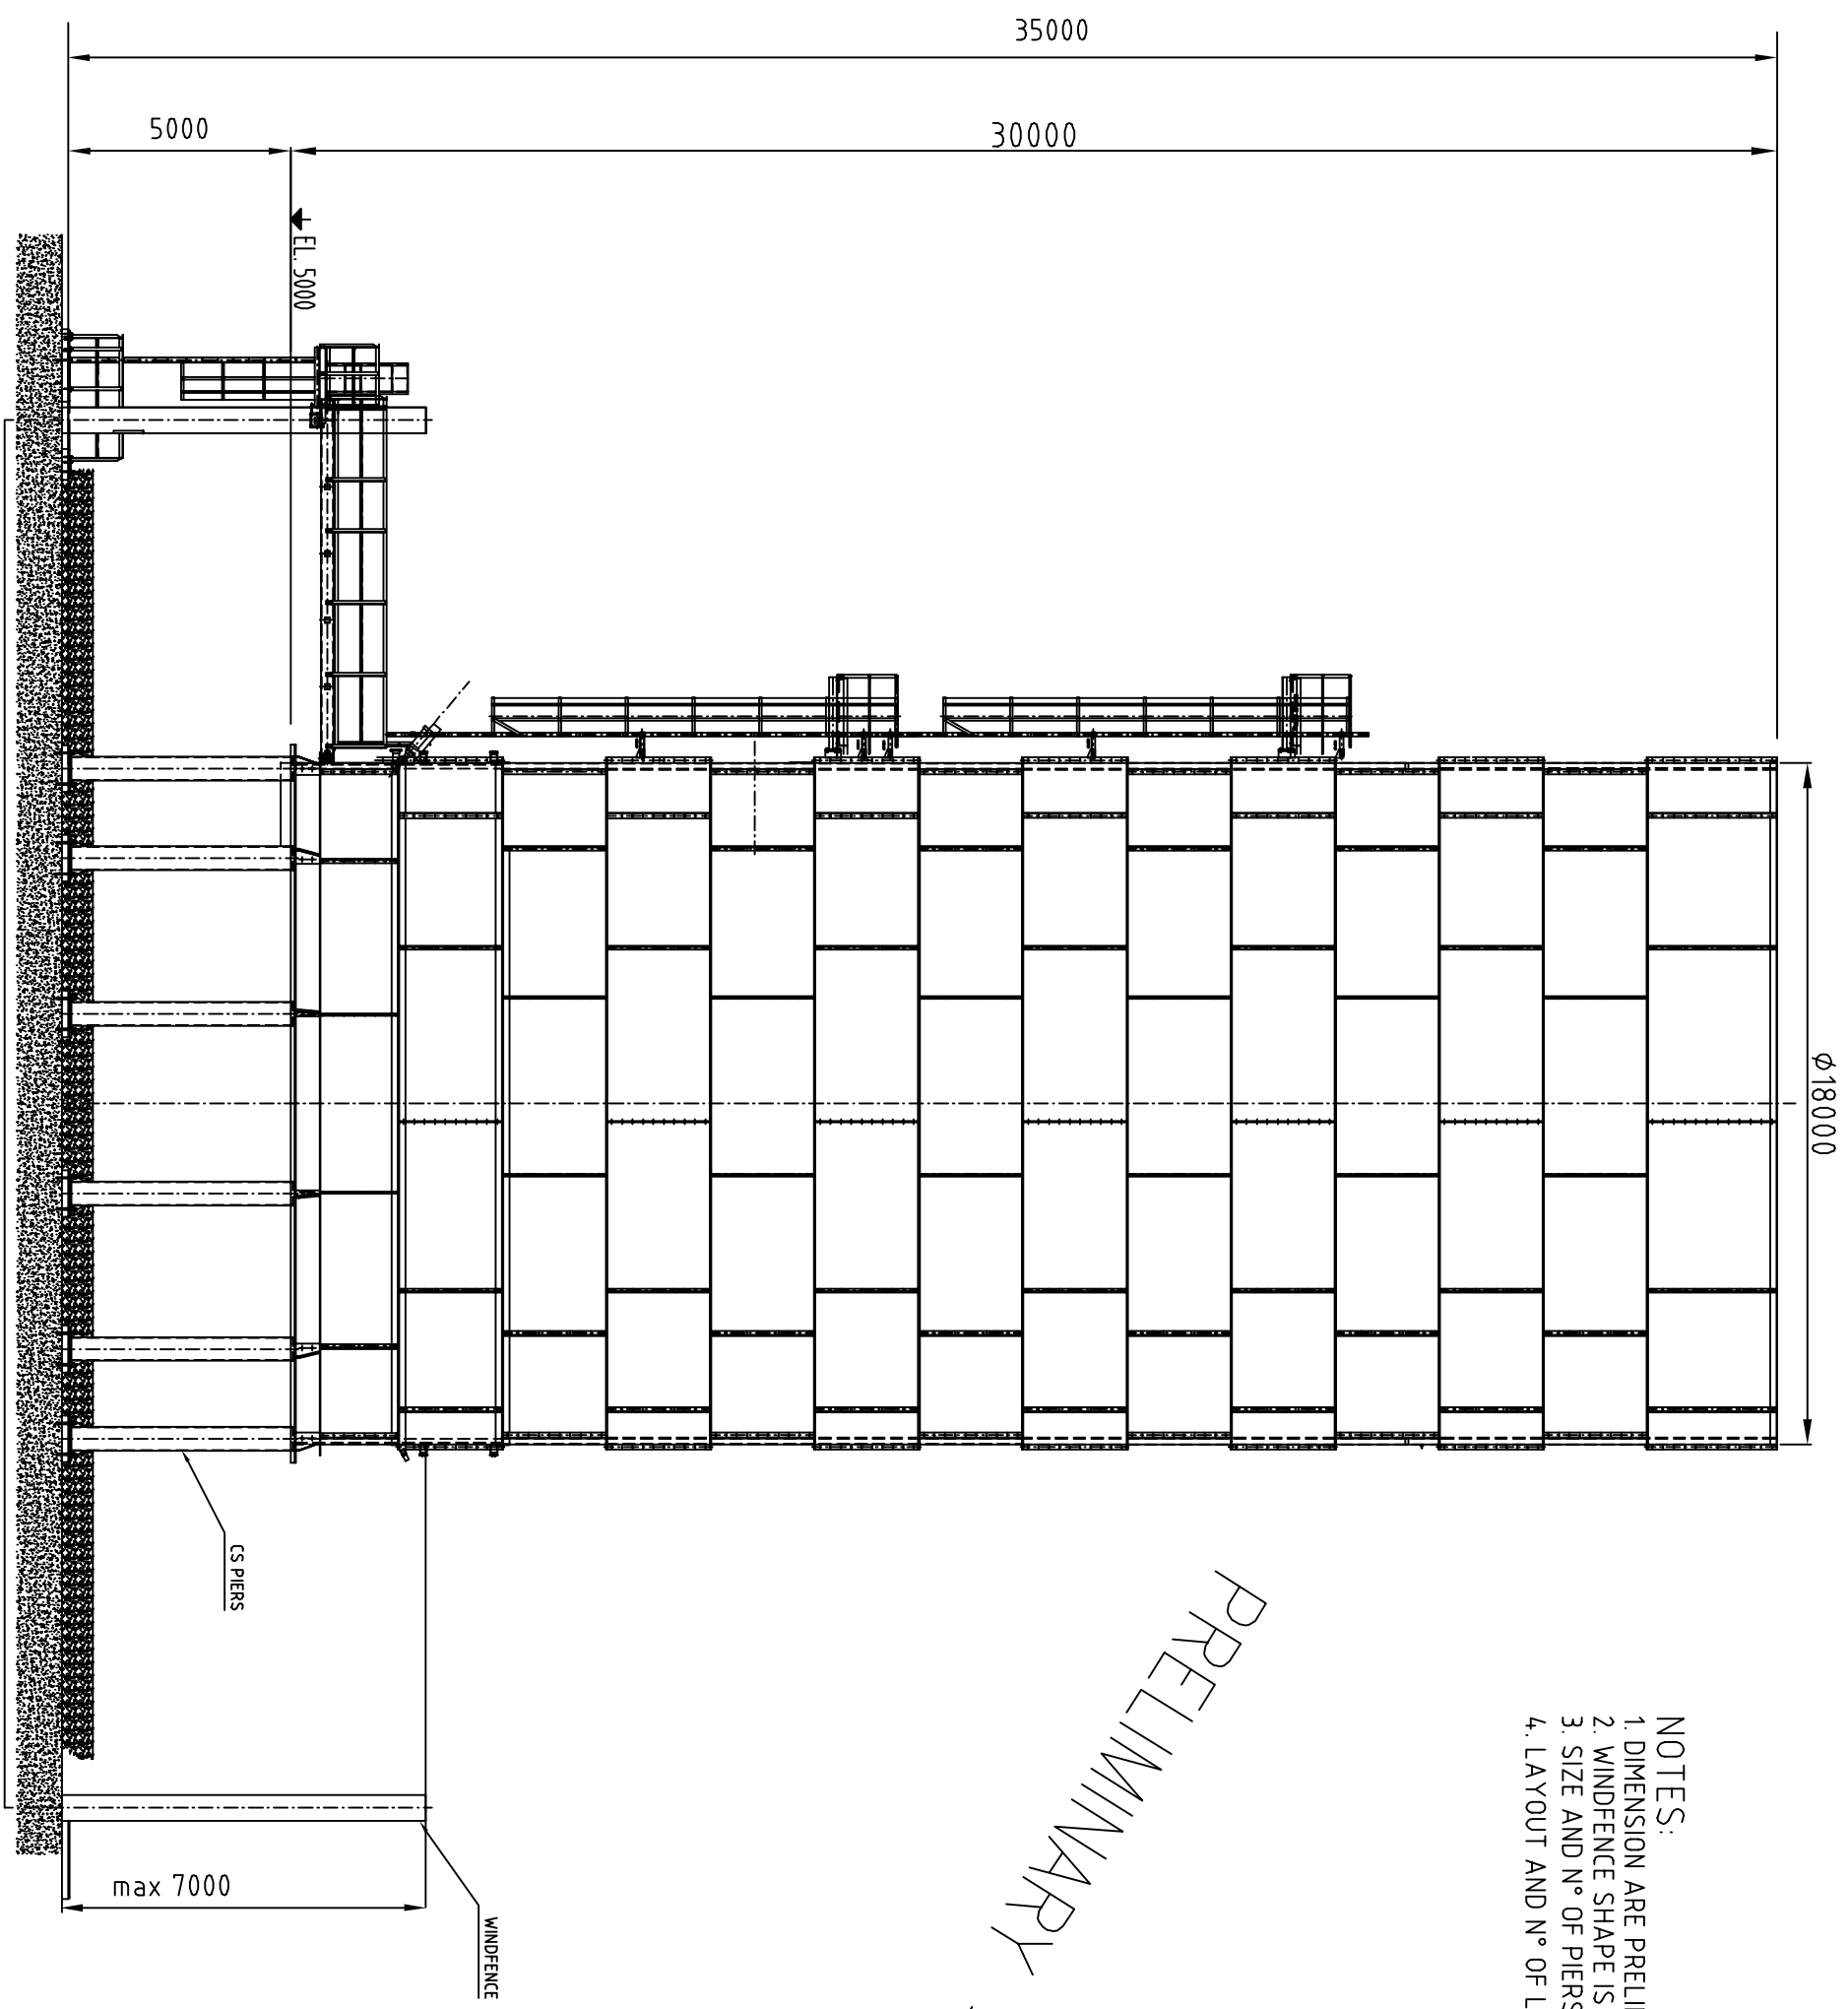 35000
30000
5000
EL. 5000
Ø18000
CS PIERS
max 7000
WINDFENCE
PRELIMINARY
NOTES:
1. DIMENSION ARE PRELI
2. WINDFENCE SHAPE IS
3. SIZE AND N° OF PIERS
4. LAYOUT AND N° OF L